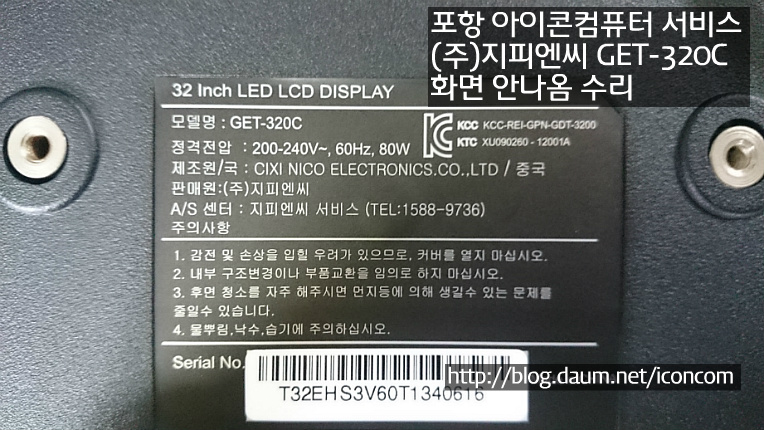 포항 아이콘컴퓨터 서비스
(주)지피엔씨 GET-320C
화면 안나옴 수리
32 Inch LED LCD DISPLAY
모델명 : GET-320C
정격전압 : 200-240V~, 60Hz, 80W
KCC KCC-REI-GPN-GDT-3200
KTC XU090260 - 12001A
제조원/국 : CIXI NICO ELECTRONICS.CO.,LTD / 중국
판매원:(주)지피엔씨
A/S 센터 : 지피엔씨 서비스 (TEL:1588-9736)
주의사항
1. 감전 및 손상을 입힐 우려가 있으므로, 커버를 열지 마십시오.
2. 내부 구조변경이나 부품교환을 임의로 하지 마십시오.
3. 후면 청소를 자주 해주시면 먼지등에 의해 생길수 있는 문제를
줄일수 있습니다.
4. 물뿌림,낙수,습기에 주의하십시오.
Serial No.
T32EHS3V60T1340616
http://blog.daum.net/iconcom